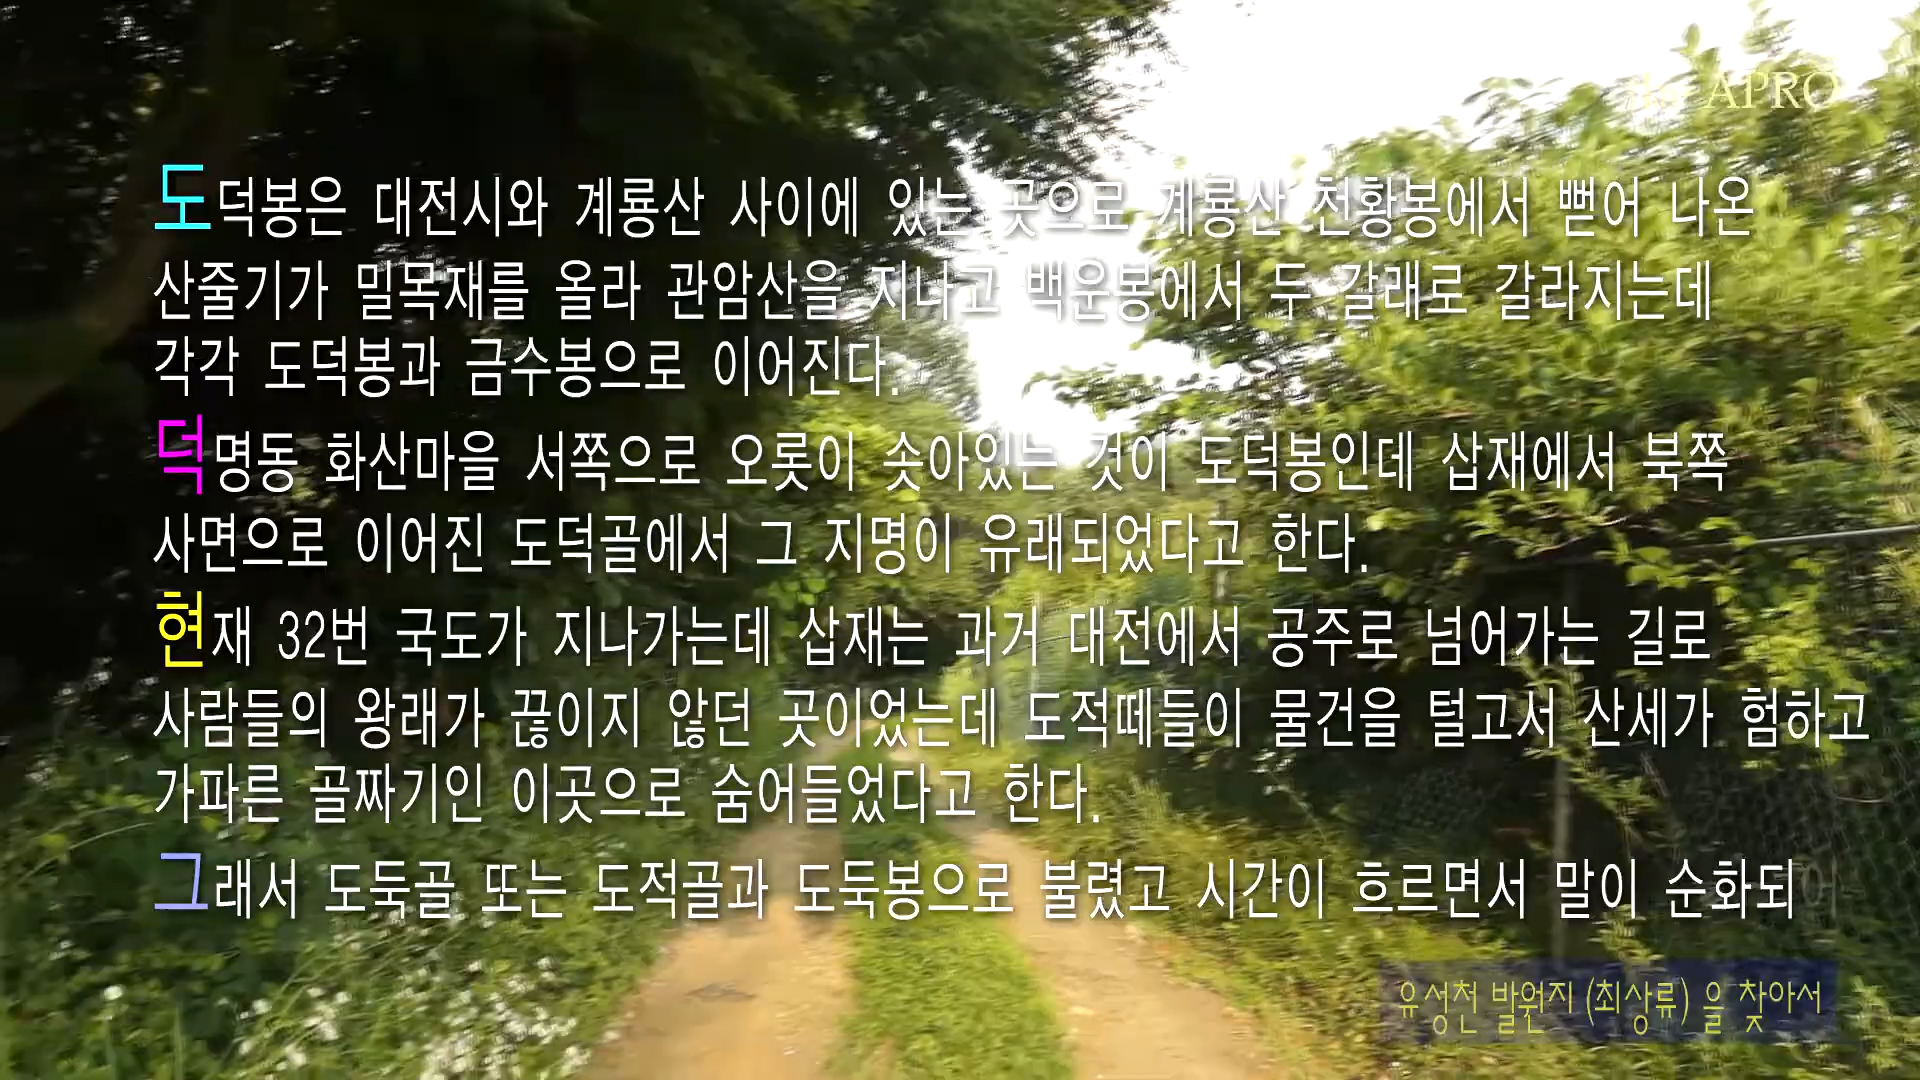 APRO
도덕봉은 대전시와 계룡산 사이에 있는 곳으로 계룡산 천황봉에서 뻗어 나온
산줄기가 밀목재를 올라 관암산을 지나고 백운봉에서 두 갈래로 갈라지는데
각각 도덕봉과 금수봉으로 이어진다.
덕명동 화산마을 서쪽으로 오롯이 솟아있는 것이 도덕봉인데 삽재에서 북쪽
사면으로 이어진 도덕골에서 그 지명이 유래되었다고 한다.
현재 32번 국도가 지나가는데 삽재는 과거 대전에서 공주로 넘어가는 길로
사람들의 왕래가 끊이지 않던 곳이었는데 도적떼들이 물건을 털고서 산세가 험하고
가파른 골짜기인 이곳으로 숨어들었다고 한다.
그래서 도둑골 또는 도적골과 도둑봉으로 불렸고 시간이 흐르면서 말이 순화되어
유성천 발원지 (최상류) 을 찾아서